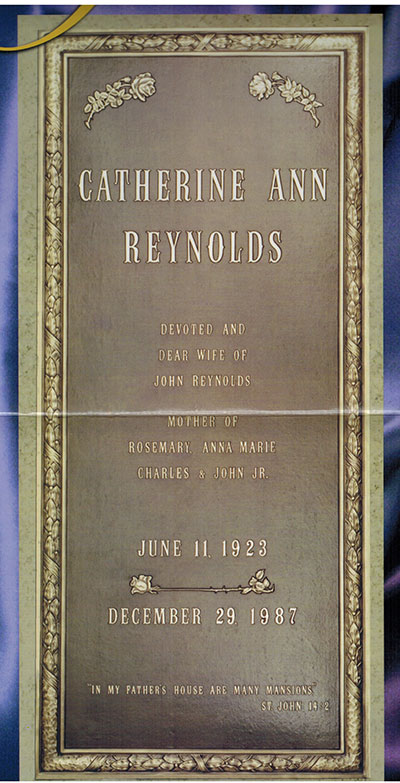 CATHERINE ANN
REYNOLDS
DEVOTED AND
DEAR WIFE OF
JOHN REYNOLDS
MOTHER OF
ROSEMARY, ANNA MARIE
CHARLES & JOHN JR.
JUNE 11, 1923
DECEMBER 29, 1987
"IN MY FATHER'S HOUSE ARE MANY MANSIONS"
ST. JOHN 14 2